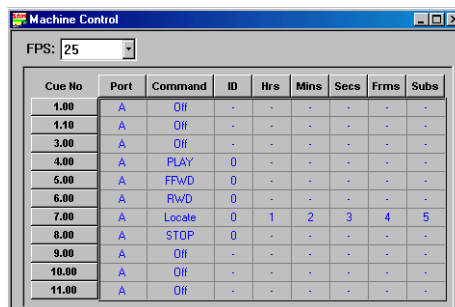 Machine Control
FPS: 25
Cue No Port Command ID Hrs Mins Secs Frms Subs
1.00 A Off - - - - - -
1.10 A Off - - - - - -
3.00 A Off - - - - - -
4.00 A PLAY 0 - - - - -
5.00 A FFWD 0 - - - - -
6.00 A RWD 0 - - - - -
7.00 A Locate 0 1 2 3 4 5
8.00 A STOP 0 - - - - -
9.00 A Off - - - - - -
10.00 A Off - - - - - -
11.00 A Off - - - - - -